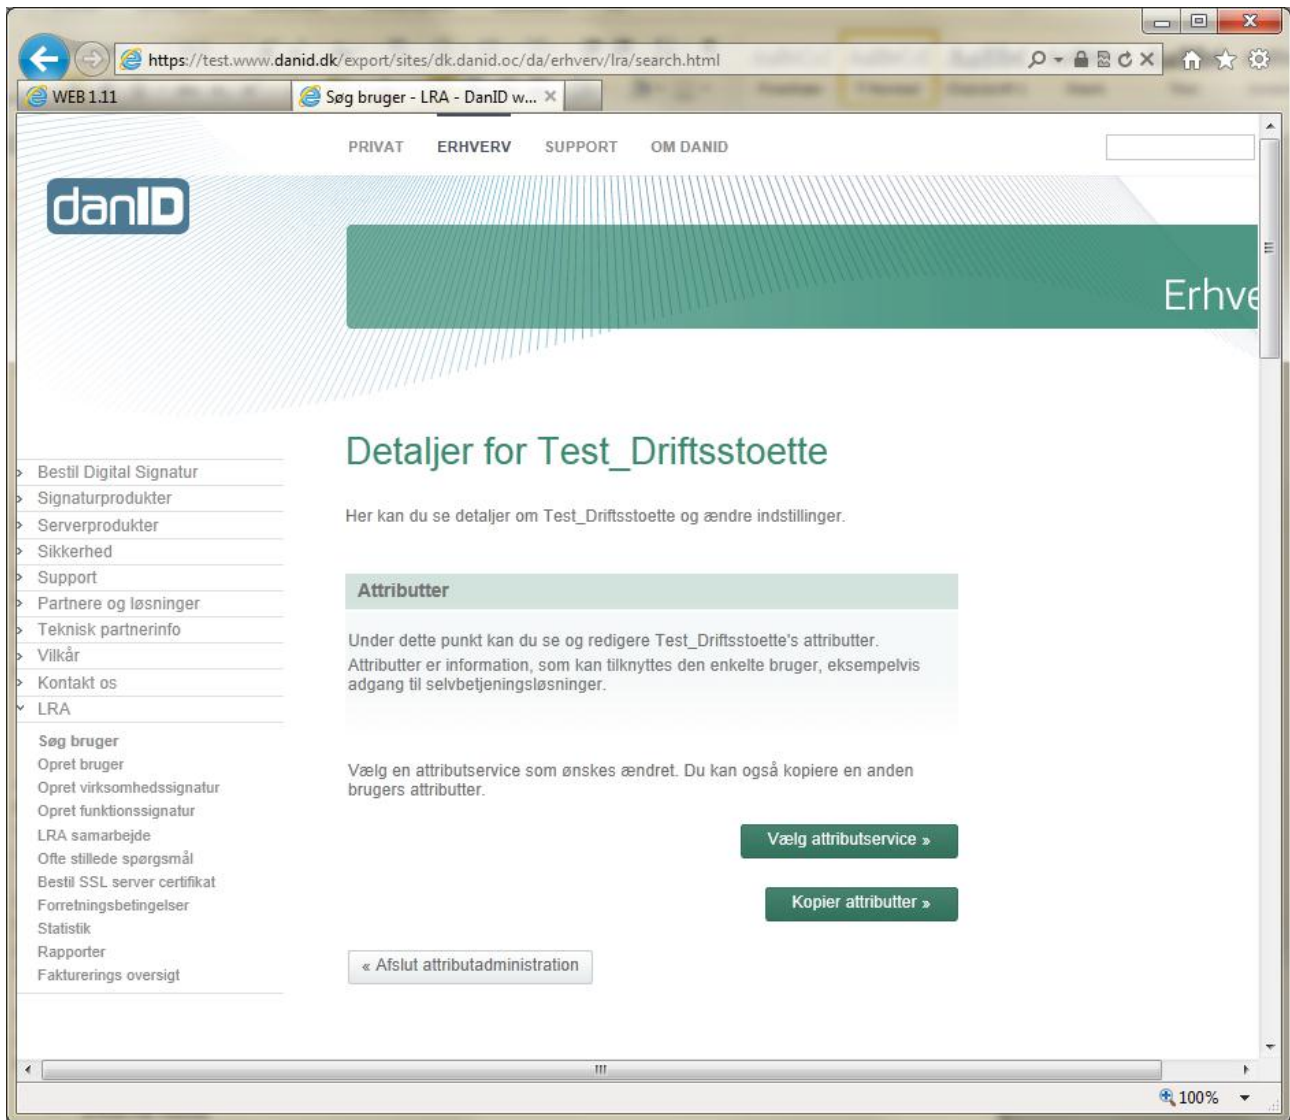 https://test.www.danid.dk/export/sites/dk.danid.oc/da/erhverv/lra/search.html
WEB 1.11
Søg bruger - LRA - DanID w...
PRIVAT ERHVERV SUPPORT OM DANID
danID
Erhve
Detaljer for Test_Driftsstoette
Her kan du se detaljer om Test_Driftsstoette og ændre indstillinger.
Bestil Digital Signatur
Signaturprodukter
Serverprodukter
Sikkerhed
Support
Partnere og løsninger
Teknisk partnerinfo
Vilkår
Kontakt os
LRA
Søg bruger
Opret bruger
Opret virksomhedssignatur
Opret funktionssignatur
LRA samarbejde
Ofte stillede spørgsmål
Bestil SSL server certifikat
Forretningsbetingelser
Statistik
Rapporter
Fakturerings oversigt
Attributter
Under dette punkt kan du se og redigere Test_Driftsstoette's attributter.
Attributter er information, som kan tilknyttes den enkelte bruger, eksempelvis
adgang til selvbetjeningsløsninger.
Vælg en attributservice som ønskes ændret. Du kan også kopiere en anden
brugers attributter.
Vælg attributservice »
Kopier attributter »
« Afslut attributadministration
100%